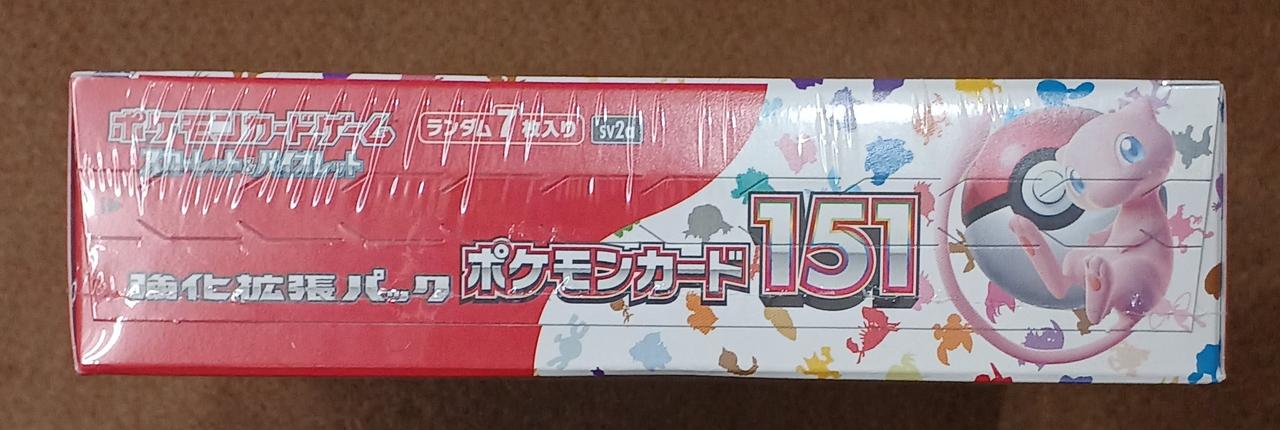 ポケモンカードゲーム
スカーレット&バイオレット
ランダム7枚入り
sv2a
強化拡張パック
ポケモンカード151